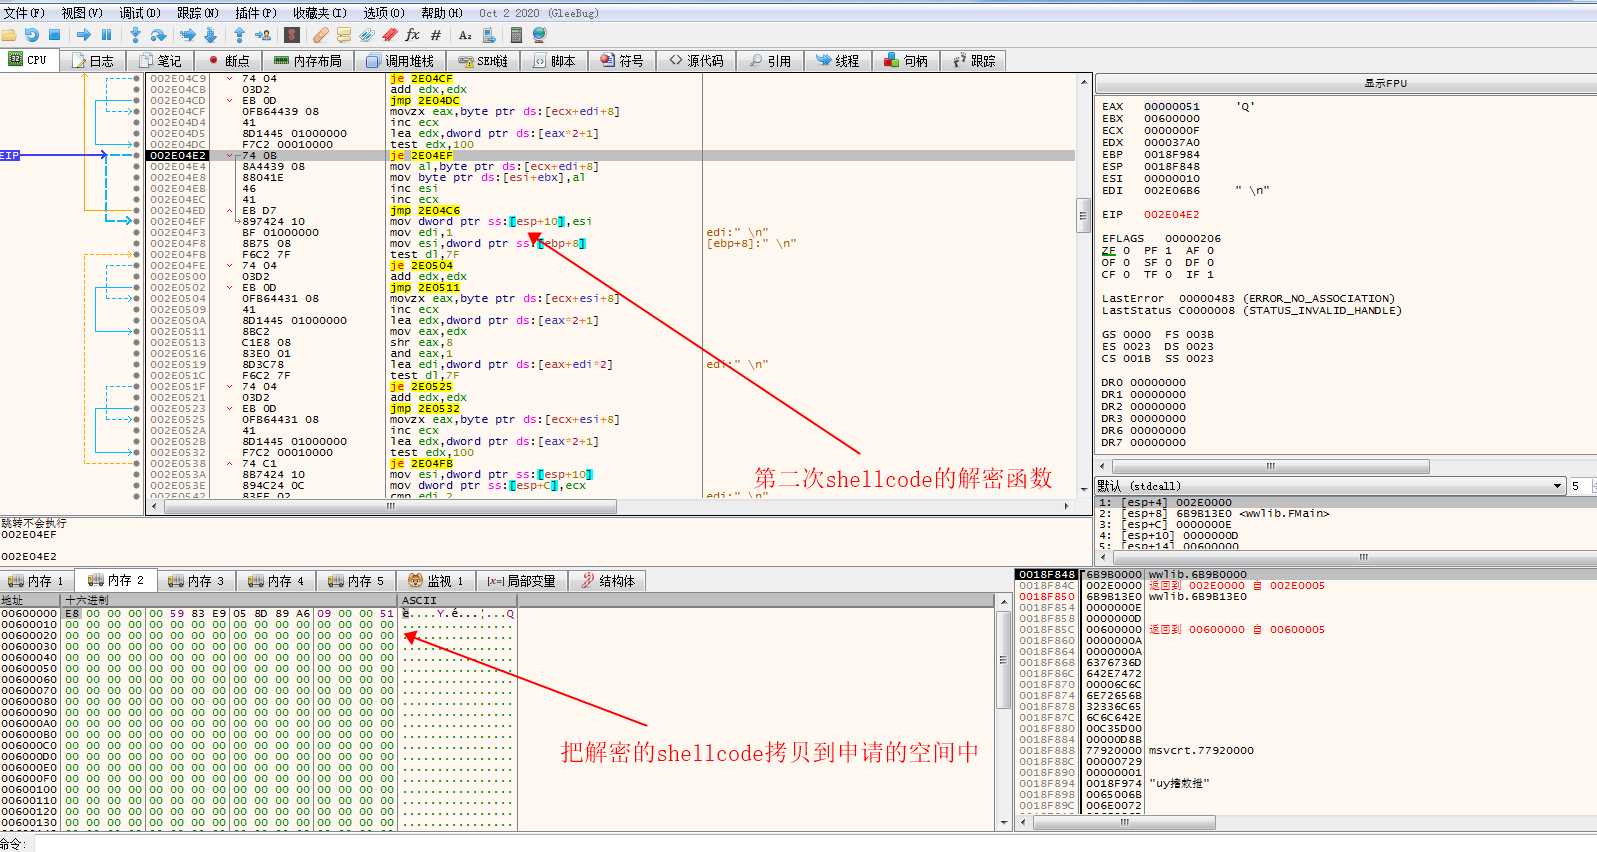 文件(F) 视图(V) 调试(D) 跟踪(N) 插件(P) 收藏夹(I) 选项(O) 帮助(H) Oct 2 2020 (GleeBug)
CPU 日志 笔记 断点 内存布局 调用堆栈 SEH链 脚本 符号 源代码 引用 线程 句柄 跟踪
002E04C9 74 04 je 2E04CF
002E04CB 03D2 add edx,edx
002E04CD EB 0D jmp 2E04DC
002E04CF 0FB64439 08 movzx eax,byte ptr ds:[ecx+edi+8]
002E04D4 41 inc ecx
002E04D5 8D1445 01000000 lea edx,dword ptr ds:[eax*2+1]
002E04DC F7C2 00010000 test edx,100
EIP 002E04E2 74 0B je 2E04EF
002E04E4 8A4439 08 mov al,byte ptr ds:[ecx+edi+8]
002E04E8 88041E mov byte ptr ds:[esi+ebx],al
002E04EB 46 inc esi
002E04EC 41 inc ecx
002E04ED EB D7 jmp 2E04C6
002E04EF 897424 10 mov dword ptr ss:[esp+10],esi
002E04F3 BF 01000000 mov edi,1 edi:" \n"
002E04F8 8B75 08 mov esi,dword ptr ss:[ebp+8] [ebp+8]:" \n"
002E04FB F6C2 7F test dl,7F
002E04FE 74 04 je 2E0504
002E0500 03D2 add edx,edx
002E0502 EB 0D jmp 2E0511
002E0504 0FB64431 08 movzx eax,byte ptr ds:[ecx+esi+8]
002E0509 41 inc ecx
002E050A 8D1445 01000000 lea edx,dword ptr ds:[eax*2+1]
002E0511 8BC2 mov eax,edx
002E0513 C1E8 08 shr eax,8
002E0516 83E0 01 and eax,1
002E0519 8D3C78 lea edi,dword ptr ds:[eax+edi*2] edi:" \n"
002E051C F6C2 7F test dl,7F
002E051F 74 04 je 2E0525
002E0521 03D2 add edx,edx
002E0523 EB 0D jmp 2E0532
002E0525 0FB64431 08 movzx eax,byte ptr ds:[ecx+esi+8]
002E052A 41 inc ecx
002E052B 8D1445 01000000 lea edx,dword ptr ds:[eax*2+1]
002E0532 F7C2 00010000 test edx,100
002E0538 74 C1 je 2E04FB
002E053A 8B7424 10 mov esi,dword ptr ss:[esp+10]
002E053E 894C24 0C mov dword ptr ss:[esp+C],ecx
002E0542 83FF 02 cmp edi,2 edi:" \n"
第二次shellcode的解密函数
显示FPU
EAX 00000051 'Q'
EBX 00600000
ECX 0000000F
EDX 000037A0
EBP 0018F984
ESP 0018F848
ESI 00000010
EDI 002E06B6 " \n"
EIP 002E04E2
EFLAGS 00000206
ZF 0 PF 1 AF 0
OF 0 SF 0 DF 0
CF 0 TF 0 IF 1
LastError 00000483 (ERROR_NO_ASSOCIATION)
LastStatus C0000008 (STATUS_INVALID_HANDLE)
GS 0000 FS 003B
ES 0023 DS 0023
CS 001B SS 0023
DR0 00000000
DR1 00000000
DR2 00000000
DR3 00000000
DR6 00000000
DR7 00000000
默认 (stdcall) 5
1: [esp+4] 002E0000
2: [esp+8] 6B9B13E0 <wwlib.FMain>
3: [esp+C] 0000000E
4: [esp+10] 0000000D
5: [esp+14] 00600000
跳转不会执行
002E04EF
002E04E2
内存 1 内存 2 内存 3 内存 4 内存 5 监视 1 [x=]局部变量 结构体
地址 十六进制 ASCII
00600000 E8 00 00 00 00 59 83 E9 05 8D 89 A6 09 00 00 51 è....Y.é...¦...Q
00600010 00 00 00 00 00 00 00 00 00 00 00 00 00 00 00 00 ................
00600020 00 00 00 00 00 00 00 00 00 00 00 00 00 00 00 00 ................
00600030 00 00 00 00 00 00 00 00 00 00 00 00 00 00 00 00 ................
00600040 00 00 00 00 00 00 00 00 00 00 00 00 00 00 00 00 ................
00600050 00 00 00 00 00 00 00 00 00 00 00 00 00 00 00 00 ................
00600060 00 00 00 00 00 00 00 00 00 00 00 00 00 00 00 00 ................
00600070 00 00 00 00 00 00 00 00 00 00 00 00 00 00 00 00 ................
00600080 00 00 00 00 00 00 00 00 00 00 00 00 00 00 00 00 ................
00600090 00 00 00 00 00 00 00 00 00 00 00 00 00 00 00 00 ................
006000A0 00 00 00 00 00 00 00 00 00 00 00 00 00 00 00 00 ................
006000B0 00 00 00 00 00 00 00 00 00 00 00 00 00 00 00 00 ................
006000C0 00 00 00 00 00 00 00 00 00 00 00 00 00 00 00 00 ................
006000D0 00 00 00 00 00 00 00 00 00 00 00 00 00 00 00 00 ................
006000E0 00 00 00 00 00 00 00 00 00 00 00 00 00 00 00 00 ................
006000F0 00 00 00 00 00 00 00 00 00 00 00 00 00 00 00 00 ................
00600100 00 00 00 00 00 00 00 00 00 00 00 00 00 00 00 00 ................
00600110 00 00 00 00 00 00 00 00 00 00 00 00 00 00 00 00 ................
00600120 00 00 00 00 00 00 00 00 00 00 00 00 00 00 00 00 ................
00600130 00 00 00 00 00 00 00 00 00 00 00 00 00 00 00 00 ................
把解密的shellcode拷贝到申请的空间中
0018F848 6B9B0000 wwlib.6B9B0000
0018F84C 002E0000 返回到 002E0000 自 002E0005
0018F850 6B9B13E0 wwlib.6B9B13E0
0018F854 0000000E
0018F858 0000000D
0018F85C 00600000 返回到 00600000 自 00600005
0018F860 0000000A
0018F864 0000000A
0018F868 6376736D
0018F86C 642E7472
0018F870 00006C6C
0018F874 6E72656B
0018F878 32336C65
0018F87C 6C6C642E
0018F880 00C35D00
0018F884 00000D8B
0018F888 77920000 msvcrt.77920000
0018F88C 00000729
0018F890 00000001
0018F894 0018F974
0018F898 0065006B
0018F89C 006E0072
命令: